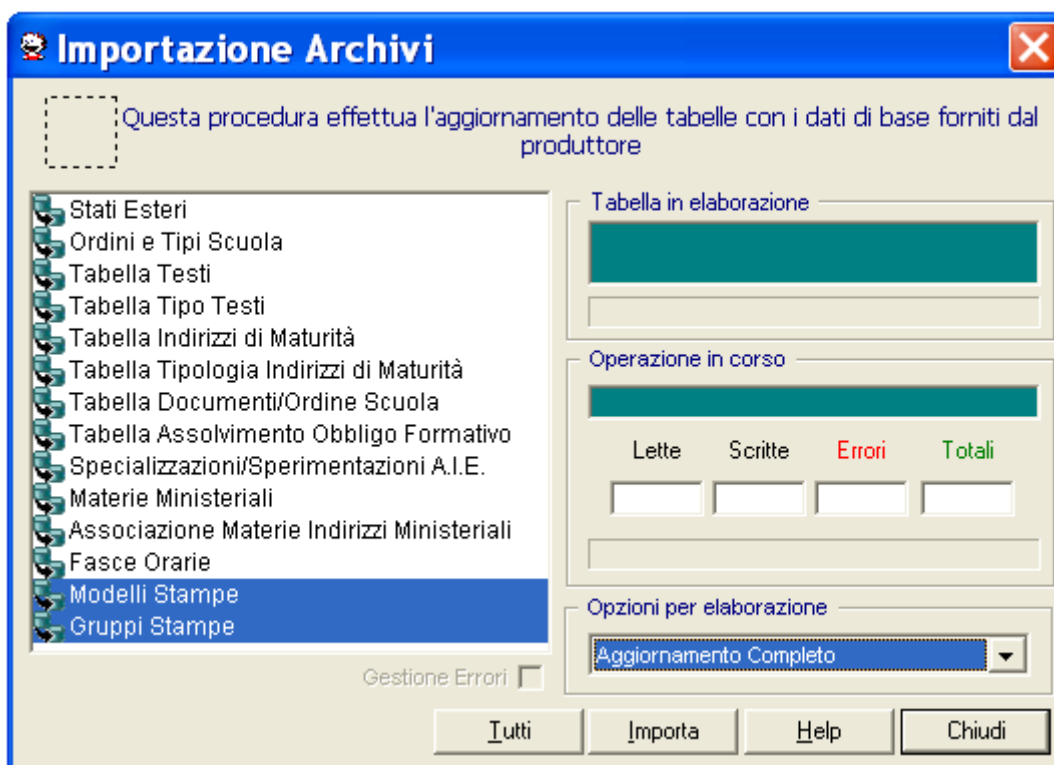 Importazione Archivi
Questa procedura effettua l'aggiornamento delle tabelle con i dati di base forniti dal
produttore
Stati Esteri
Ordini e Tipi Scuola
Tabella Testi
Tabella Tipo Testi
Tabella Indirizzi di Maturità
Tabella Tipologia Indirizzi di Maturità
Tabella Documenti/Ordine Scuola
Tabella Assolvimento Obbligo Formativo
Specializzazioni/Sperimentazioni A.I.E.
Materie Ministeriali
Associazione Materie Indirizzi Ministeriali
Fasce Orarie
Modelli Stampe
Gruppi Stampe
Gestione Errori
Tabella in elaborazione
Operazione in corso
Lette Scritte Errori Totali
Opzioni per elaborazione
Aggiornamento Completo
Tutti Importa Help Chiudi